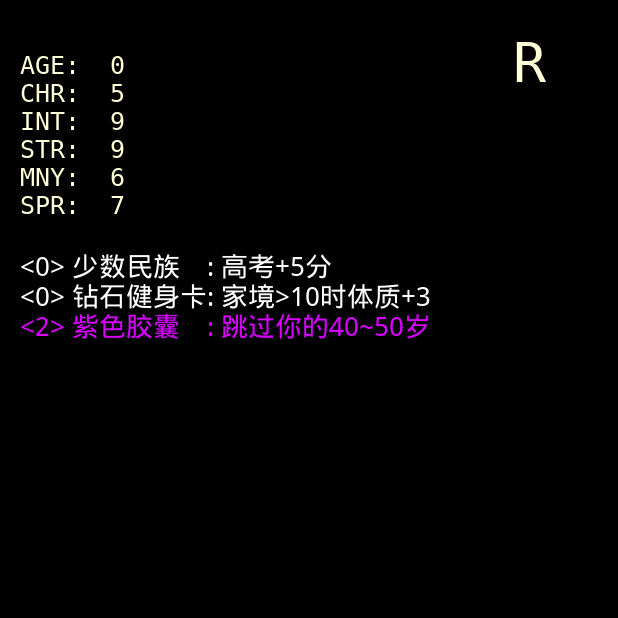 R
AGE: 0
CHR: 5
INT: 9
STR: 9
MNY: 6
SPR: 7
<0> 少数民族 : 高考+5分
<0> 钻石健身卡: 家境>10时体质+3
<2> 紫色胶囊 : 跳过你的40~50岁